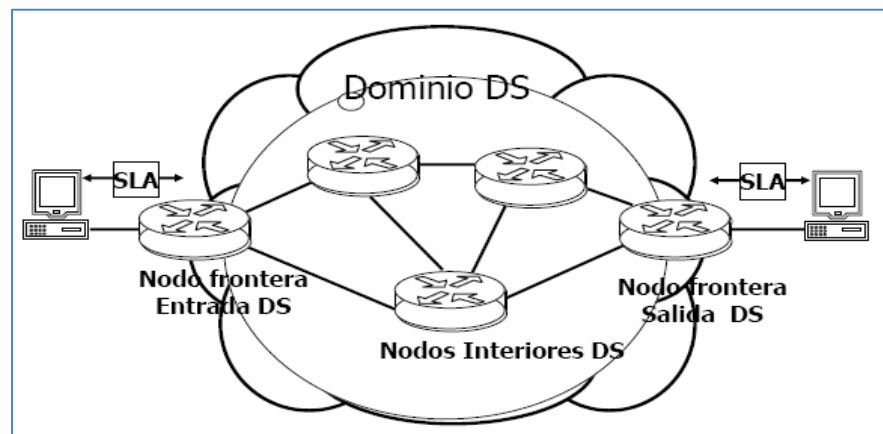 Dominio DS
SLA
SLA
Nodo frontera
Entrada DS
Nodo frontera
Salida DS
Nodos Interiores DS